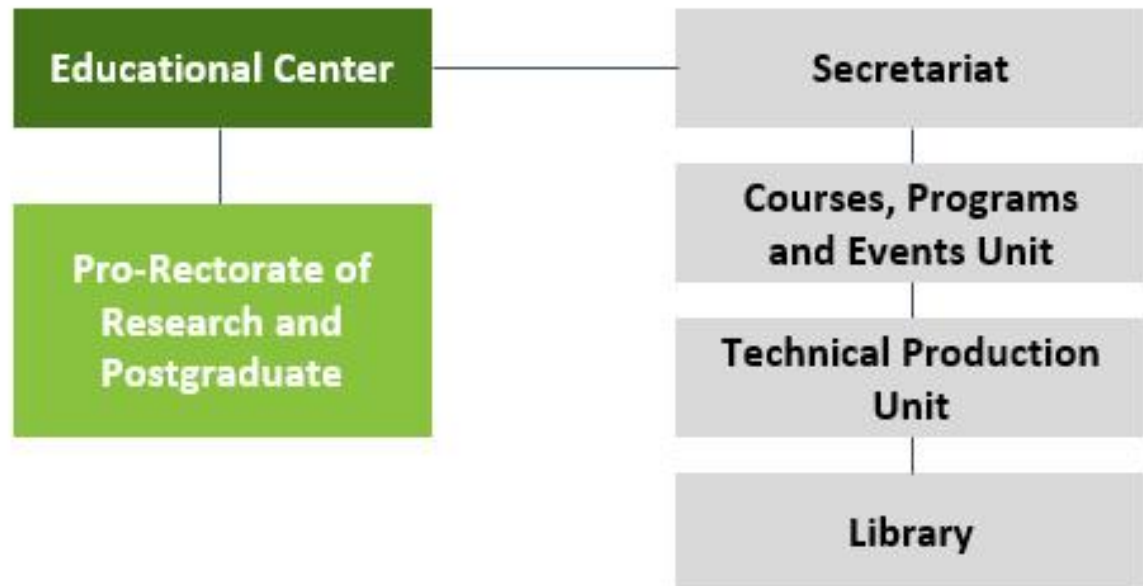 Educational Center
Secretariat
Pro-Rectorate of
Research and
Postgraduate
Courses, Programs
and Events Unit
Technical Production
Unit
Library